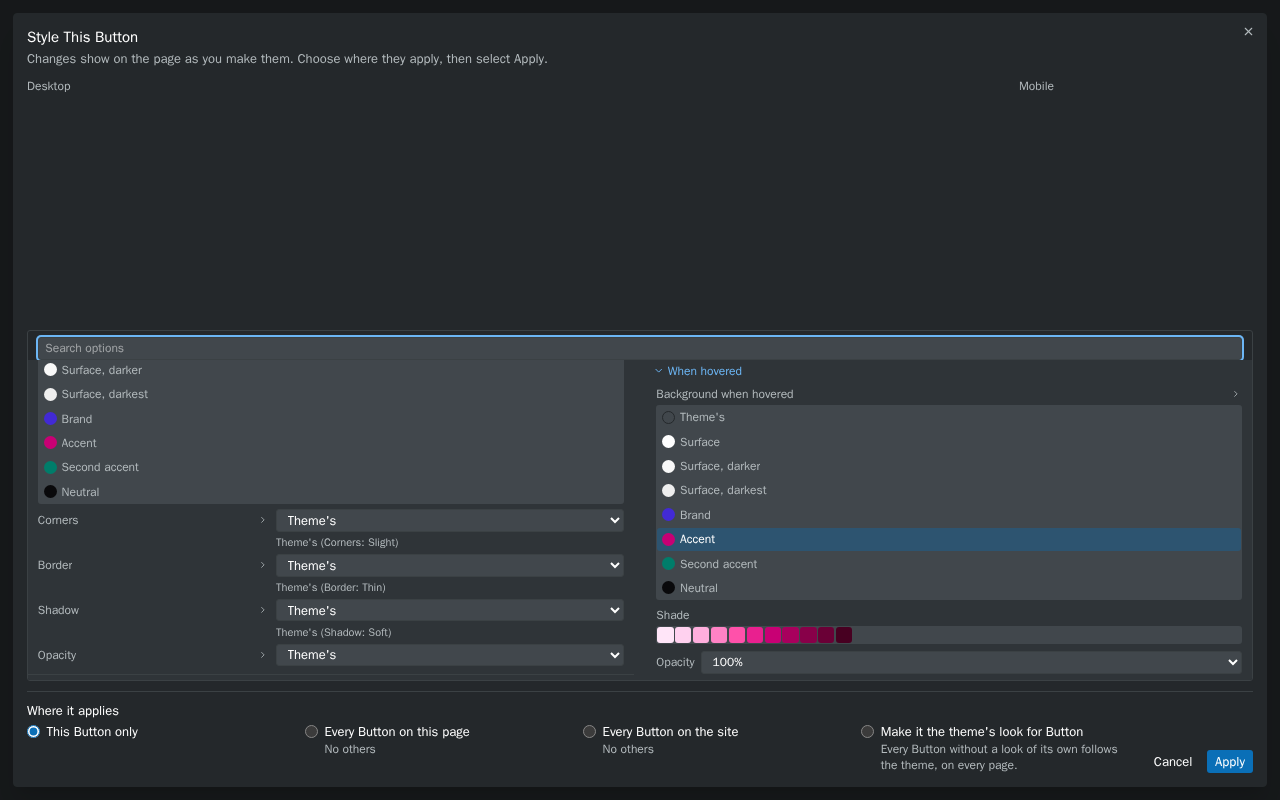 Style This Button
Changes show on the page as you make them. Choose where they apply, then select Apply.
Desktop
Mobile
Search options
Surface, darker
Surface, darkest
Brand
Accent
Second accent
Neutral
Corners
Theme's
Theme's (Corners: Slight)
Border
Theme's
Theme's (Border: Thin)
Shadow
Theme's
Theme's (Shadow: Soft)
Opacity
Theme's
When hovered
Background when hovered
Theme's
Surface
Surface, darker
Surface, darkest
Brand
Accent
Second accent
Neutral
Shade
Opacity
100%
Where it applies
This Button only
Every Button on this page
No others
Every Button on the site
No others
Make it the theme's look for Button
Every Button without a look of its own follows
the theme, on every page.
Cancel
Apply